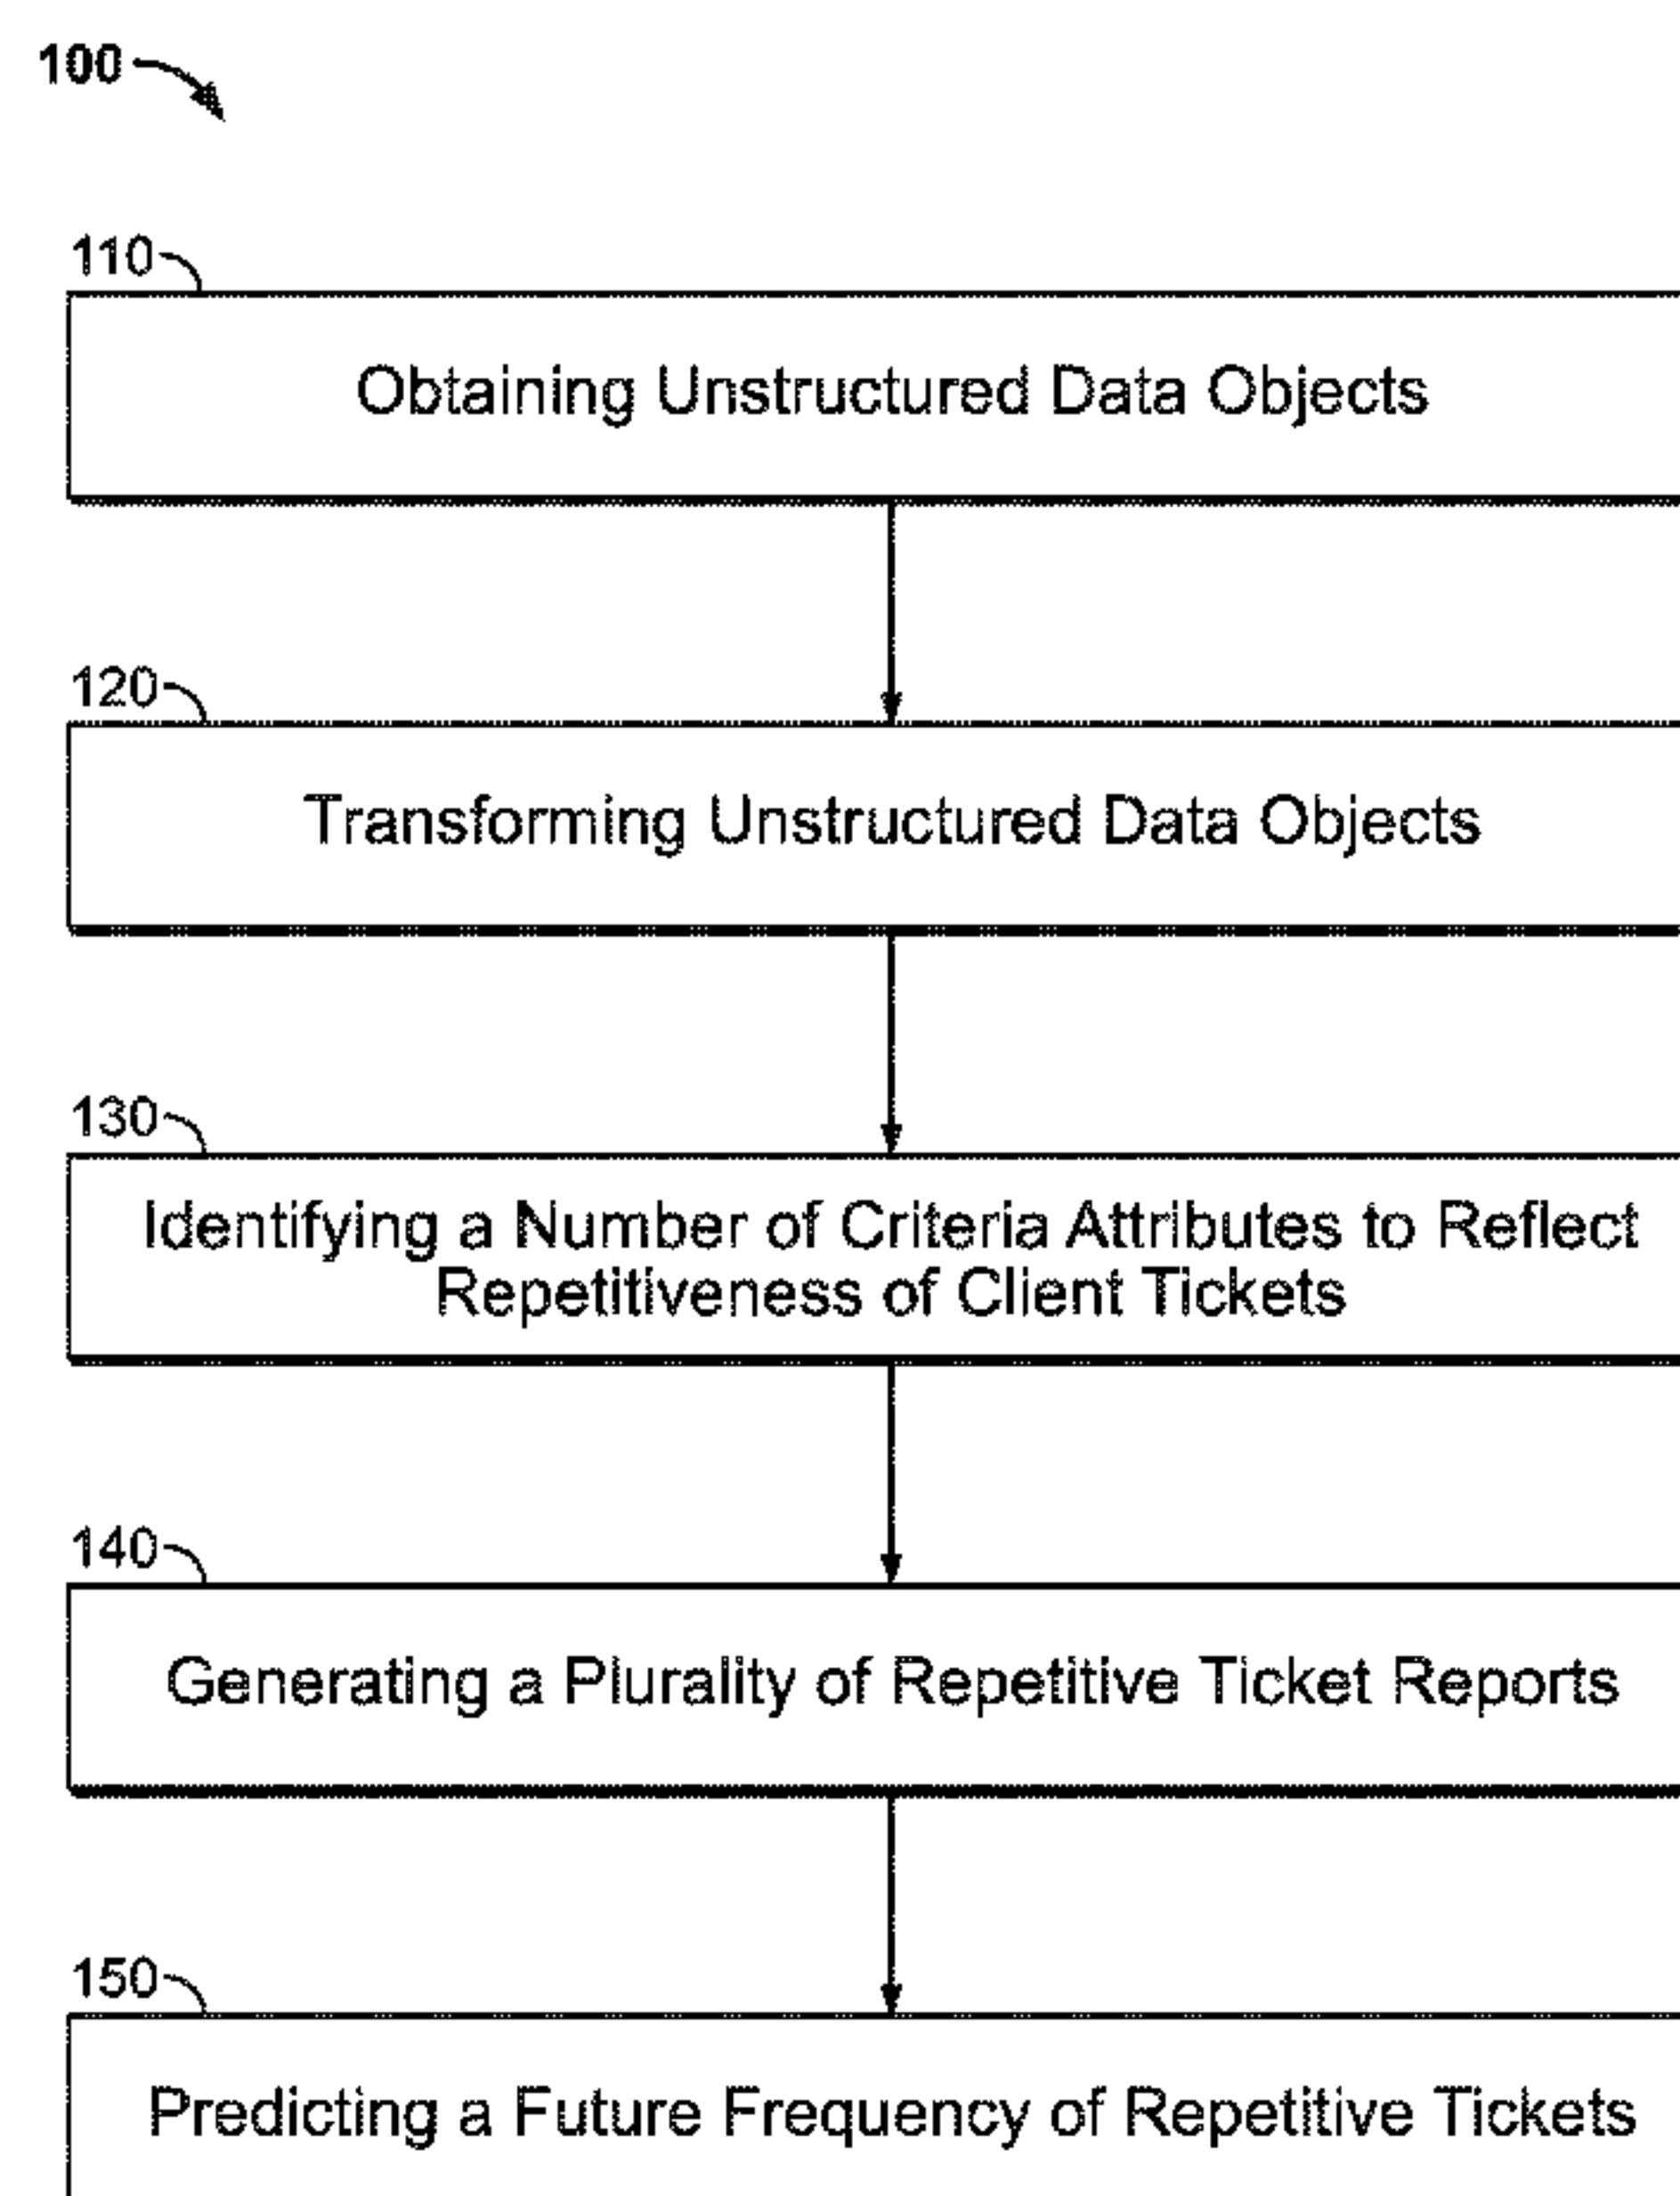 100
110
Obtaining Unstructured Data Objects
120
Transforming Unstructured Data Objects
130
Identifying a Number of Criteria Attributes to Reflect
Repetitiveness of Client Tickets
140
Generating a Plurality of Repetitive Ticket Reports
150
Predicting a Future Frequency of Repetitive Tickets